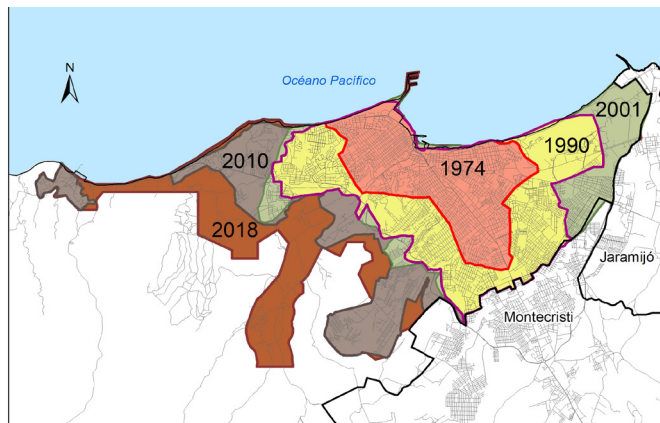 Océano Pacífico
N
2001
1990
2010
1974
2018
Jaramijó
Montecristi